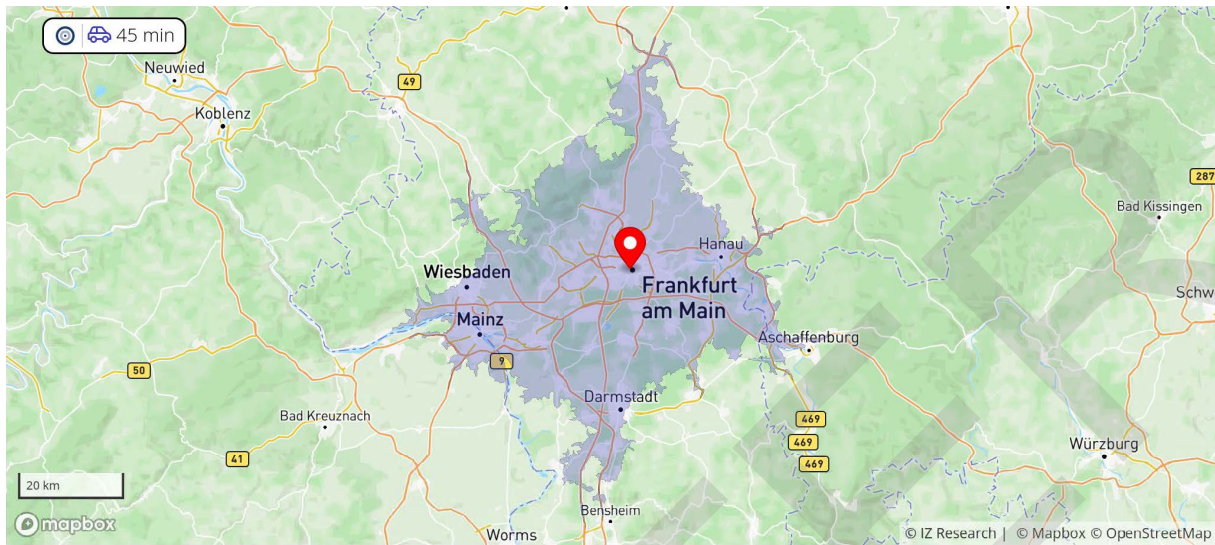 45 min
Neuwied
49
Koblenz
287
Bad Kissingen
Hanau
Wiesbaden
Frankfurt
am Main
Schw
Mainz
Aschaffenburg
9
50
Darmstadt
Bad Kreuznach
469
469
Würzburg
41
469
20 km
Bensheim
mapbox
Worms
© IZ Research | © Mapbox © OpenStreetMap